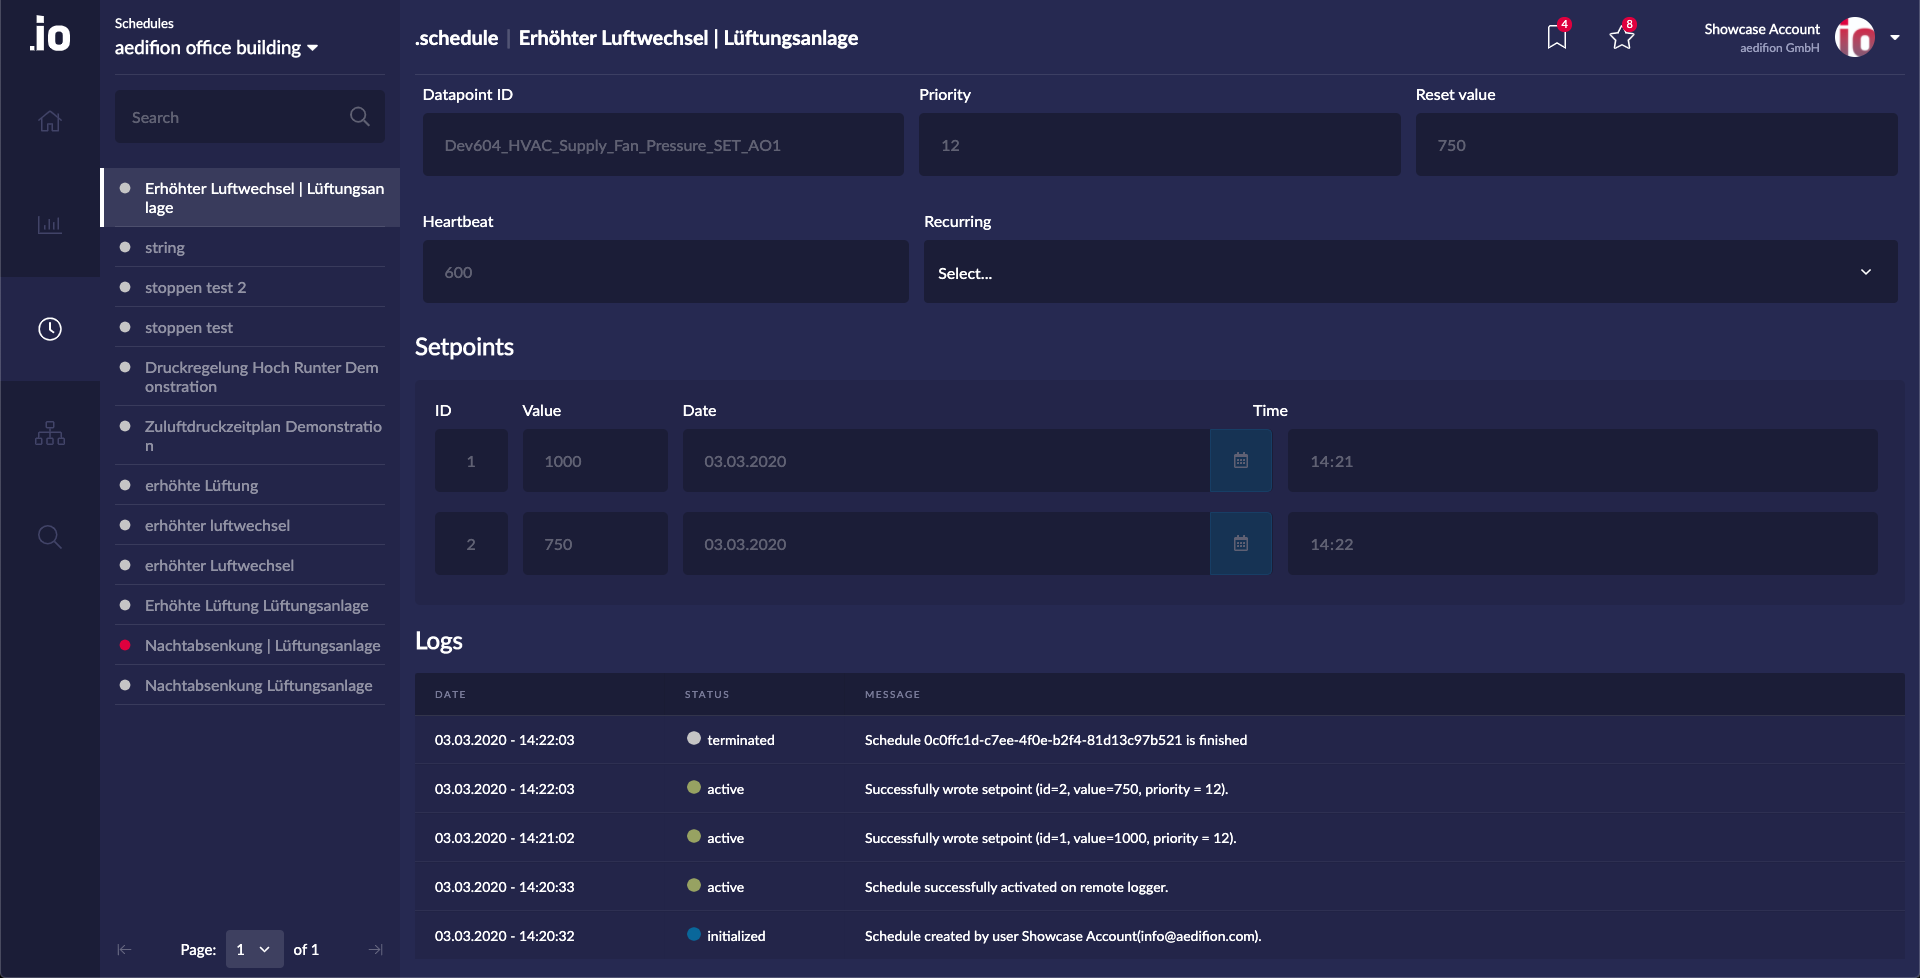 .io
Schedules
aedifion office building
Search
Erhöhter Luftwechsel | Lüftungsan
lage
string
stoppen test 2
stoppen test
Druckregelung Hoch Runter Dem
onstration
Zuluftdruckzeitplan Demonstratio
n
erhöhte Lüftung
erhöhter luftwechsel
erhöhter Luftwechsel
Erhöhte Lüftung Lüftungsanlage
Nachtabsenkung | Lüftungsanlage
Nachtabsenkung Lüftungsanlage
Page: 1 of 1
.schedule | Erhöhter Luftwechsel | Lüftungsanlage
4
8
Showcase Account
aedifion GmbH
io
Datapoint ID Priority Reset value
Dev604_HVAC_Supply_Fan_Pressure_SET_AO1 12 750
Heartbeat Recurring
600 Select...
Setpoints
ID Value Date Time
1 1000 03.03.2020 14:21
2 750 03.03.2020 14:22
Logs
DATE STATUS MESSAGE
03.03.2020 - 14:22:03 terminated Schedule 0c0ffc1d-c7ee-4f0e-b2f4-81d13c97b521 is finished
03.03.2020 - 14:22:03 active Successfully wrote setpoint (id=2, value=750, priority = 12).
03.03.2020 - 14:21:02 active Successfully wrote setpoint (id=1, value=1000, priority = 12).
03.03.2020 - 14:20:33 active Schedule successfully activated on remote logger.
03.03.2020 - 14:20:32 initialized Schedule created by user Showcase Account(info@aedifion.com).